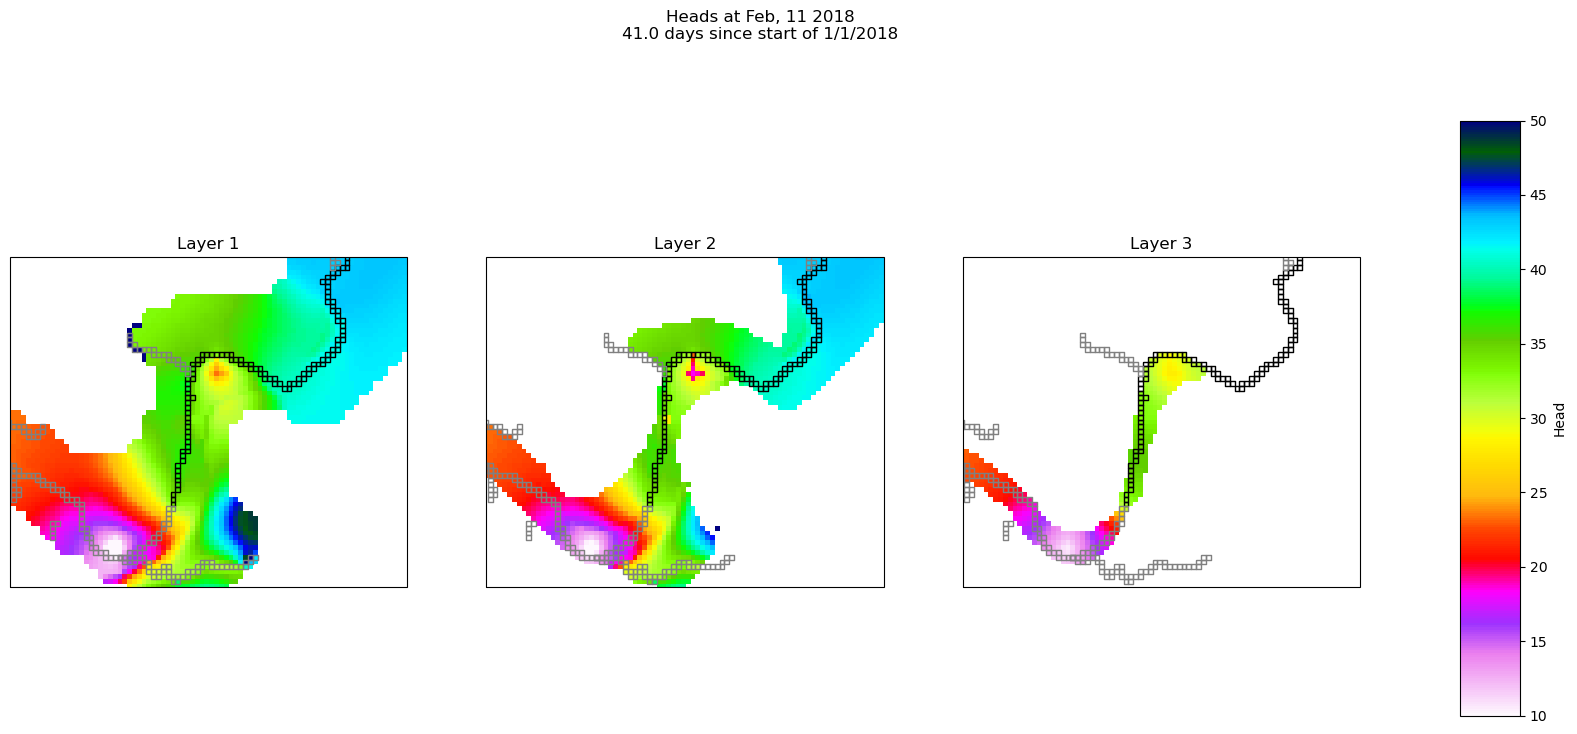 Heads at Feb, 11 2018
41.0 days since start of 1/1/2018
Layer 1
Layer 2
Layer 3
50
45
40
35
30
25
20
15
10
Head